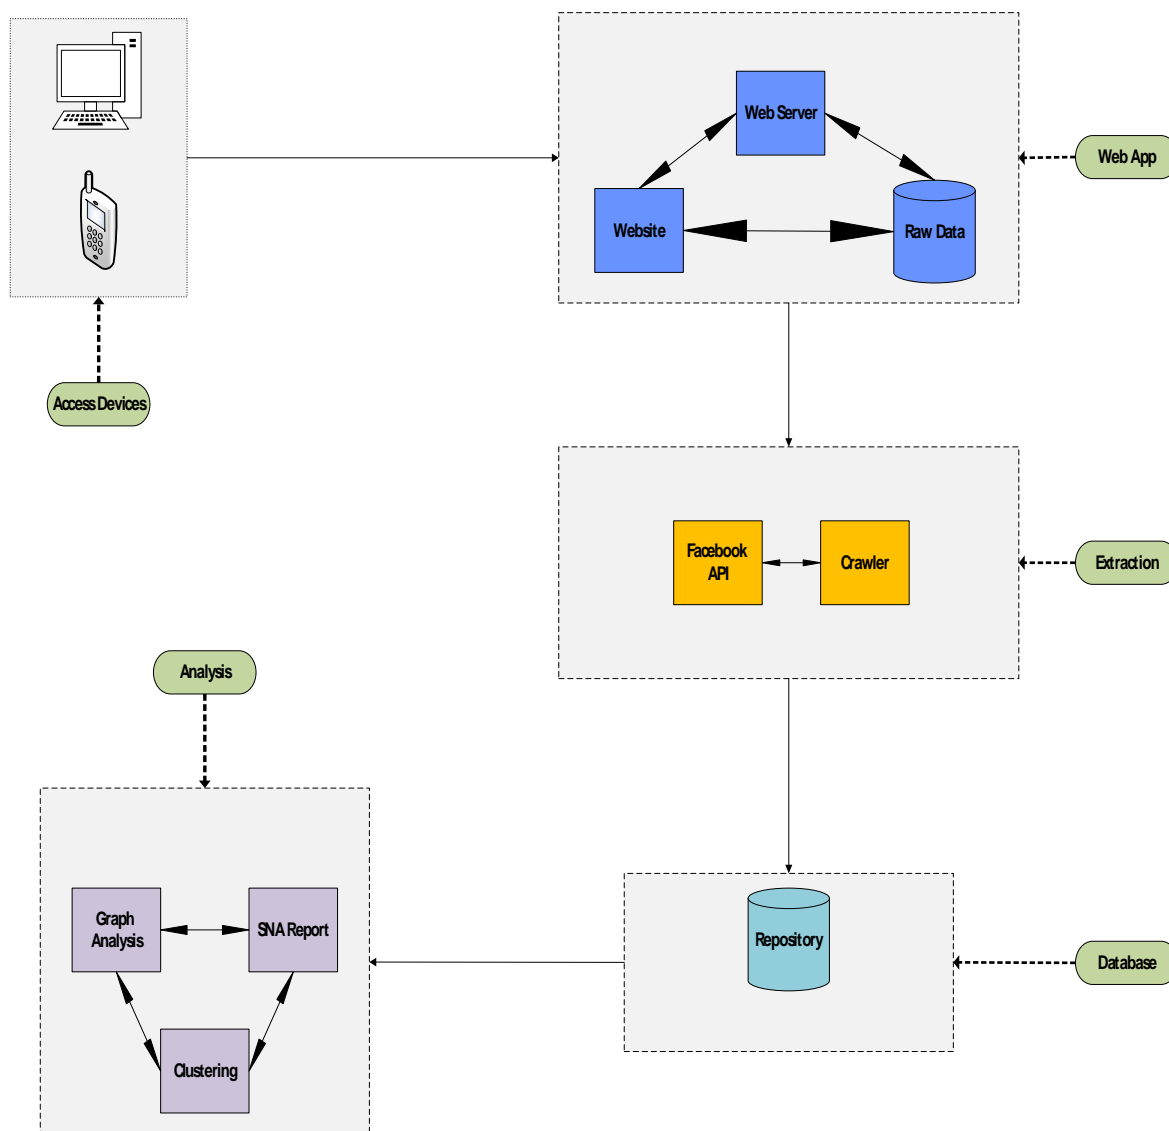 Web Server
Web App
Website
Raw Data
Access Devices
Facebook
API
Crawler
Extraction
Analysis
Graph
Analysis
SNA Report
Repository
Database
Clustering